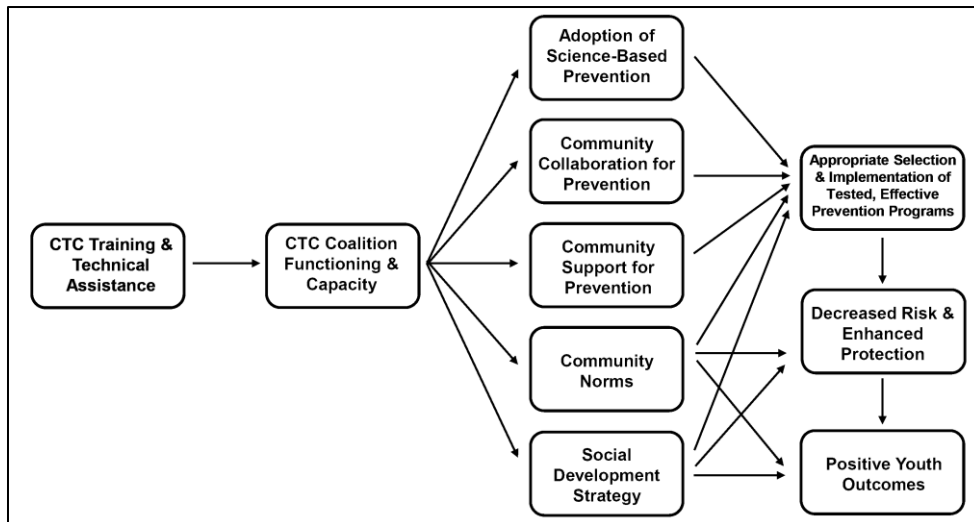 CTC Training &
Technical
Assistance
CTC Coalition
Functioning &
Capacity
Adoption of
Science-Based
Prevention
Community
Collaboration for
Prevention
Community
Support for
Prevention
Community
Norms
Social
Development
Strategy
Appropriate Selection
& Implementation of
Tested, Effective
Prevention Programs
Decreased Risk &
Enhanced
Protection
Positive Youth
Outcomes